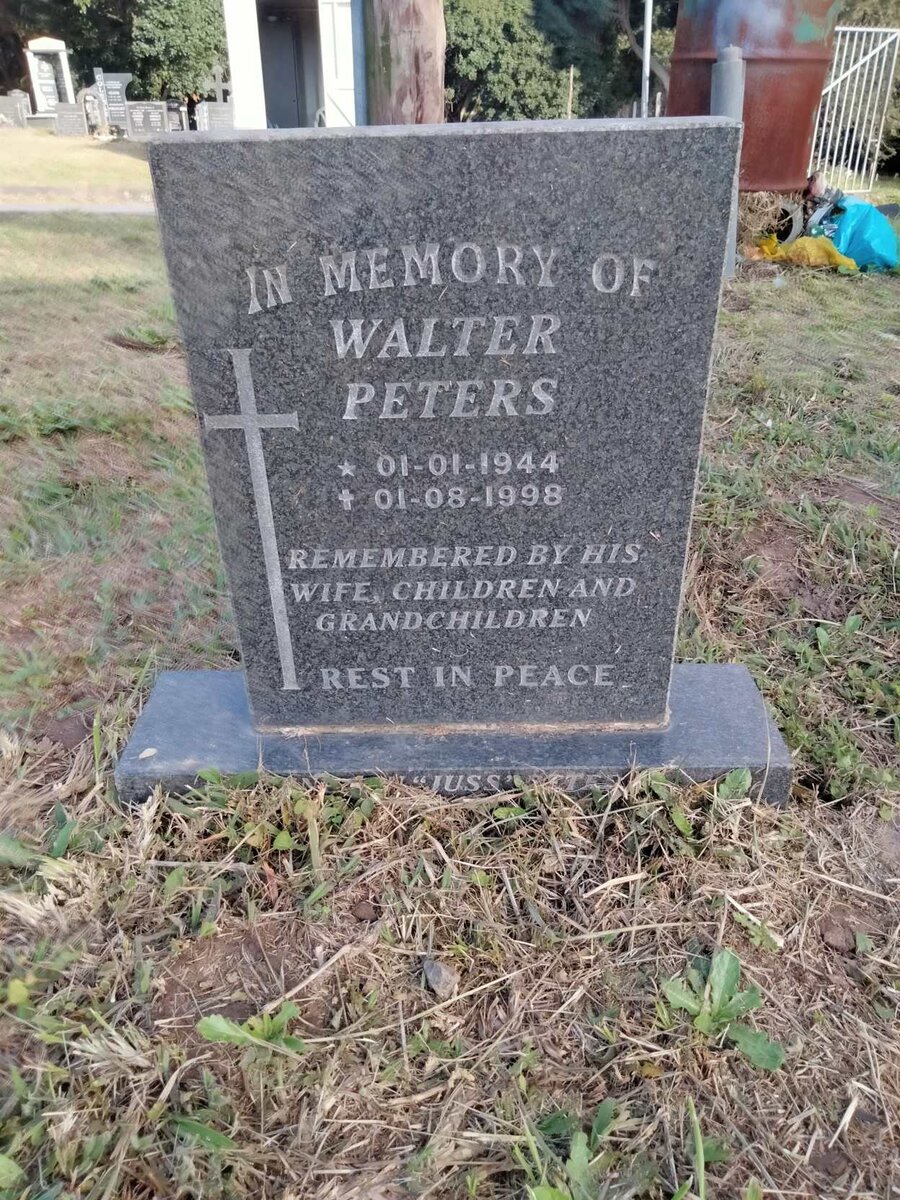 IN MEMORY OF
WALTER
PETERS
★ 01-01-1944
✝ 01-08-1998
REMEMBERED BY HIS
WIFE, CHILDREN AND
GRANDCHILDREN
REST IN PEACE
"JUSS"